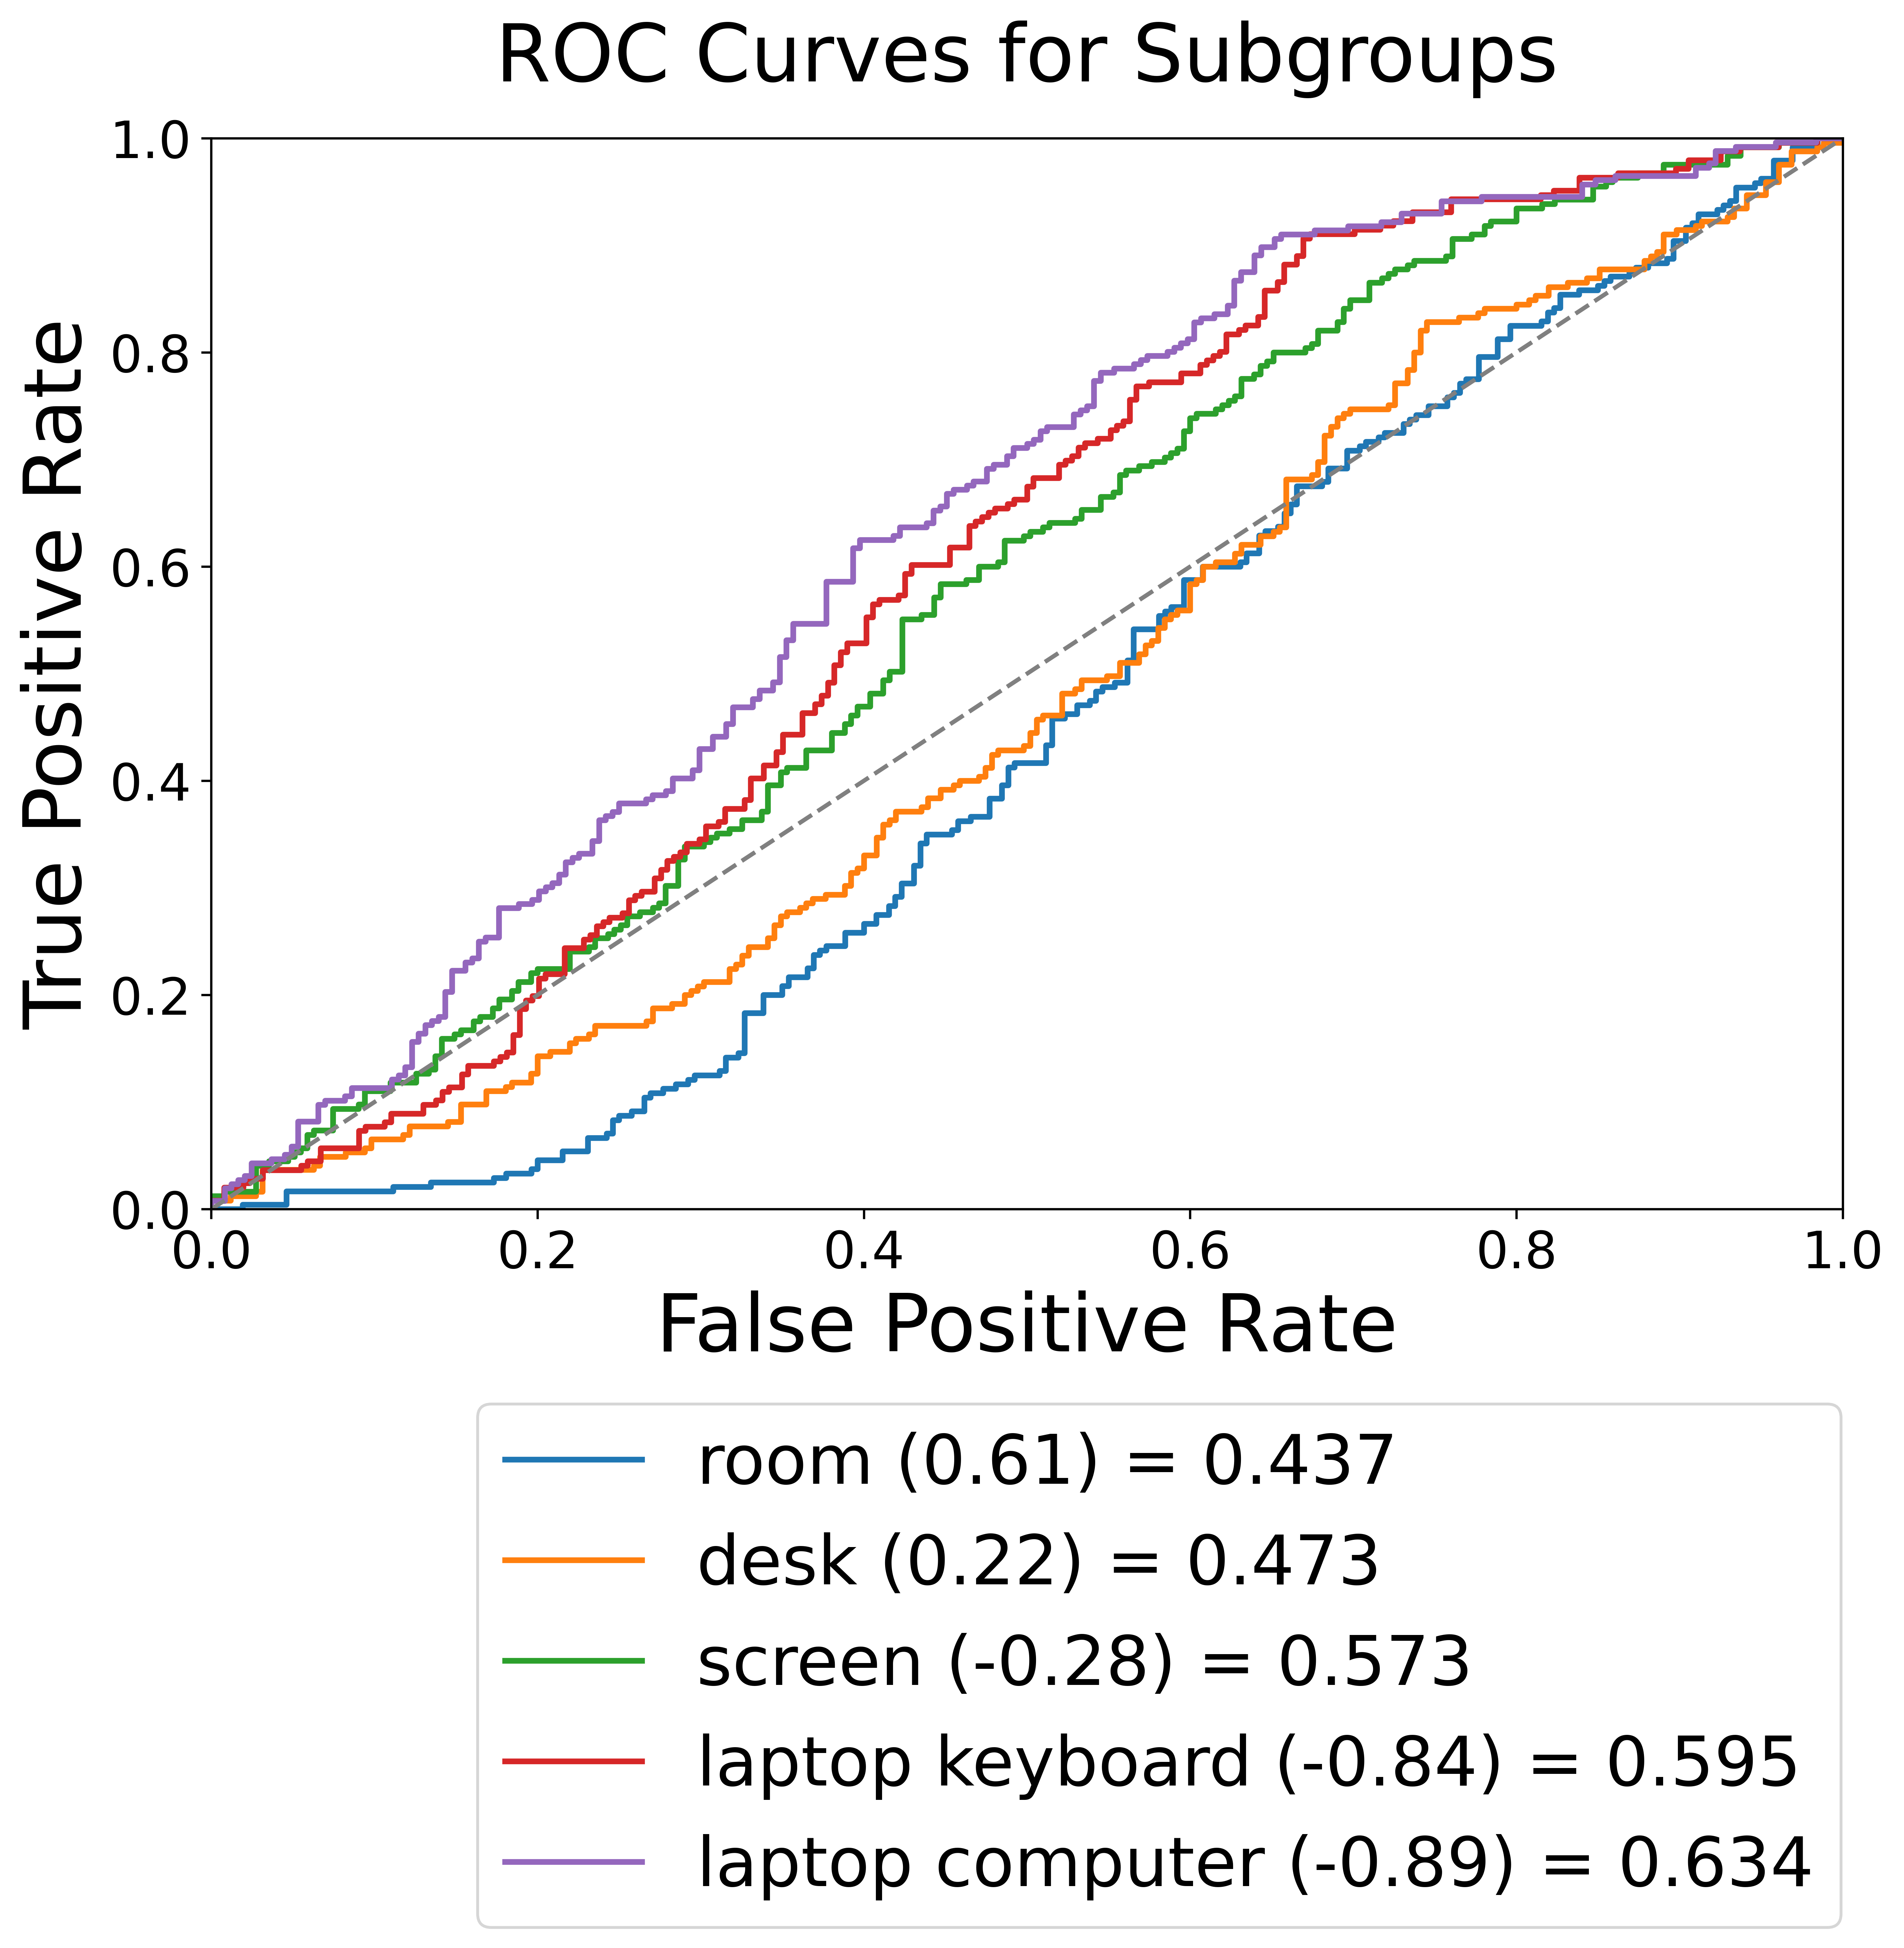 ROC Curves for Subgroups
1.0
0.8
0.6
0.4
0.2
0.0
True Positive Rate
0.0 0.2 0.4 0.6 0.8 1.0
False Positive Rate
room (0.61) = 0.437
desk (0.22) = 0.473
screen (-0.28) = 0.573
laptop keyboard (-0.84) = 0.595
laptop computer (-0.89) = 0.634